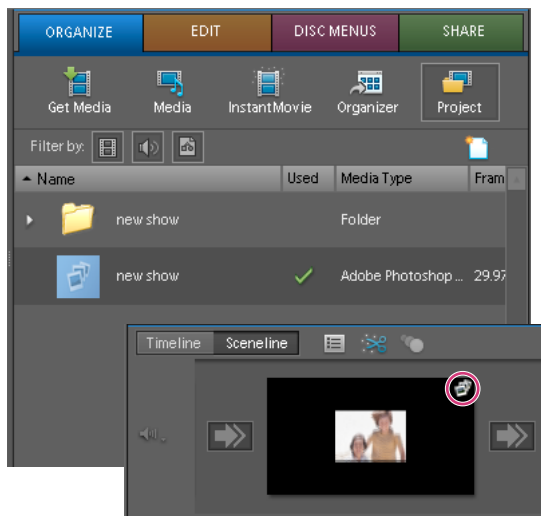 ORGANIZE EDIT DISC MENUS SHARE
Get Media Media InstantMovie Organizer Project
Filter by:
Name Used Media Type Fram
new show Folder
new show Adobe Photoshop ... 29.97
Timeline Sceneline